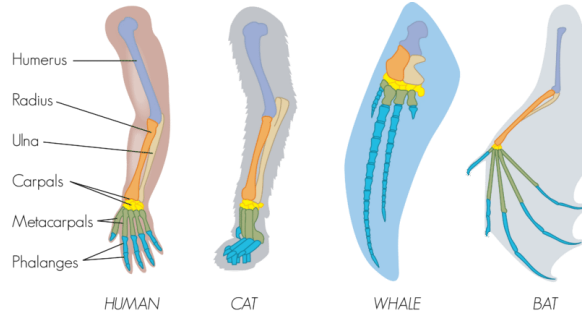 Humerus
Radius
Ulna
Carpals
Metacarpals
Phalanges
HUMAN
CAT
WHALE
BAT